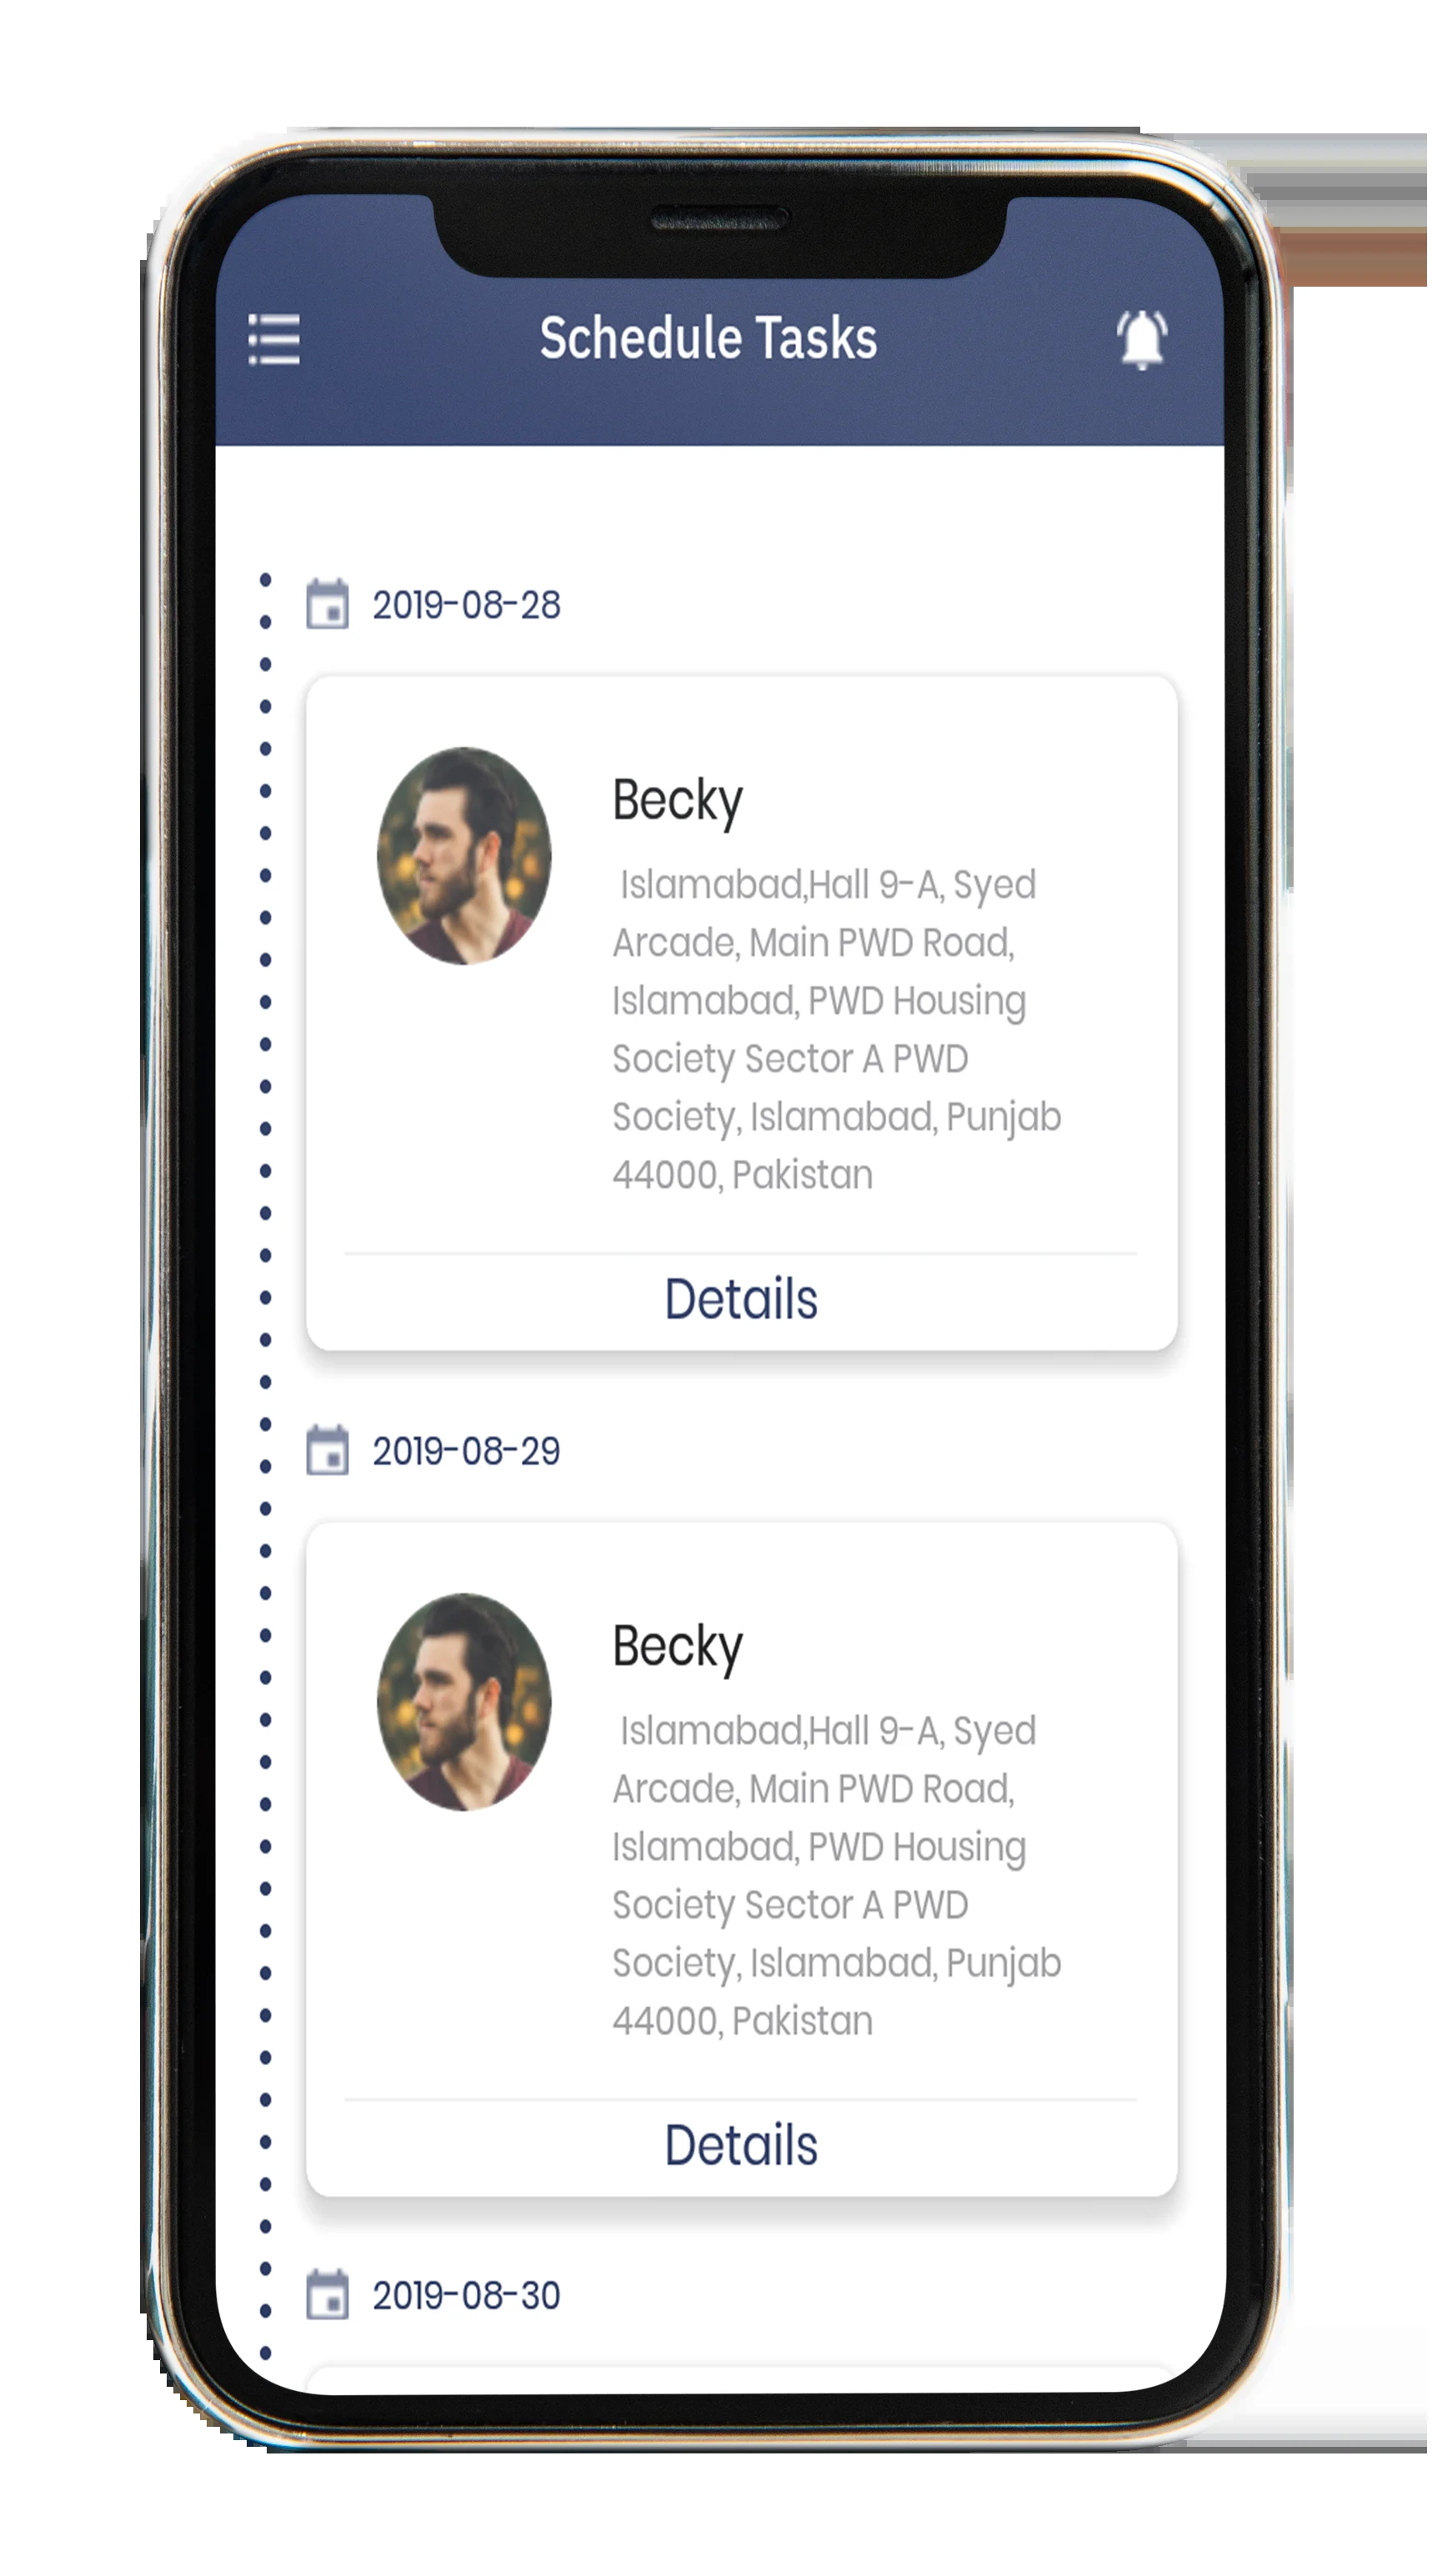 Schedule Tasks
2019-08-28
Becky
Islamabad,Hall 9-A, Syed
Arcade, Main PWD Road,
Islamabad, PWD Housing
Society Sector A PWD
Society, Islamabad, Punjab
44000, Pakistan
Details
2019-08-29
Becky
Islamabad,Hall 9-A, Syed
Arcade, Main PWD Road,
Islamabad, PWD Housing
Society Sector A PWD
Society, Islamabad, Punjab
44000, Pakistan
Details
2019-08-30